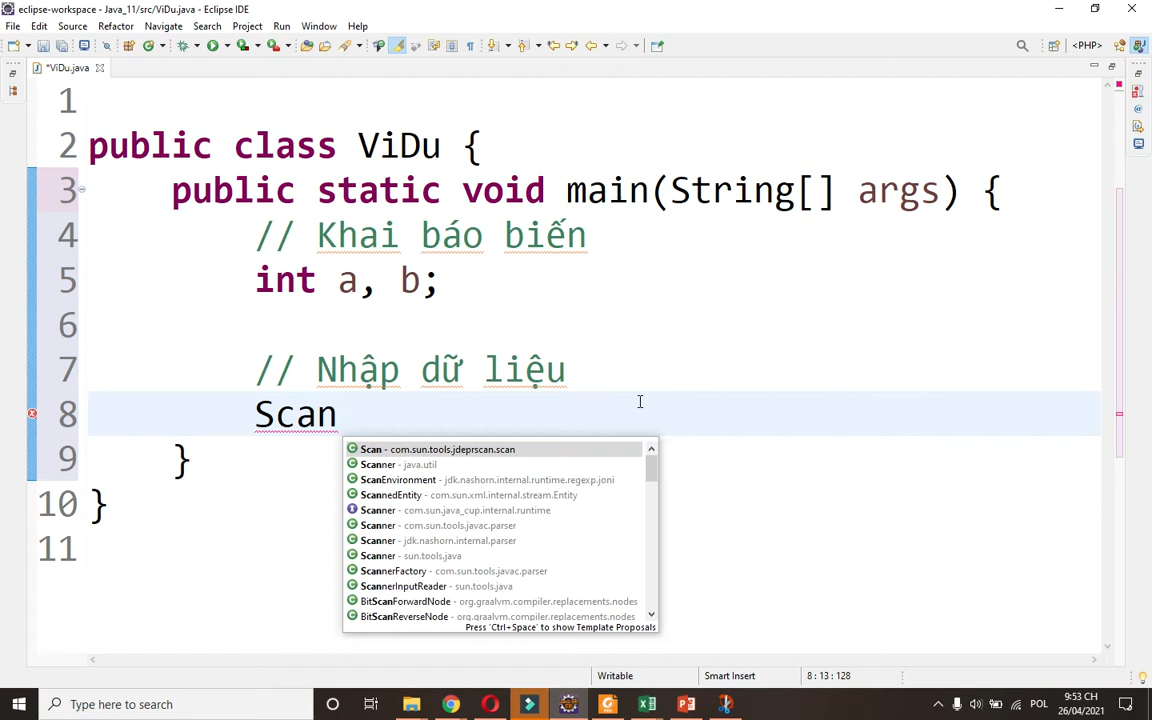 eclipse-workspace - Java_11/src/ViDu.java - Eclipse IDE
File Edit Source Refactor Navigate Search Project Run Window Help
<PHP>
*ViDu.java
1
2 public class ViDu {
3 public static void main(String[] args) {
4 // Khai báo biến
5 int a, b;
6
7 // Nhập dữ liệu
8 Scan
9 }
10 }
11
Scan - com.sun.tools.jdeprscan.scan
Scanner - java.util
ScanEnvironment - jdk.nashorn.internal.runtime.regexp.joni
ScannedEntity - com.sun.xml.internal.stream.Entity
Scanner - com.sun.java_cup.internal.runtime
Scanner - com.sun.tools.javac.parser
Scanner - jdk.nashorn.internal.parser
Scanner - sun.tools.java
ScannerFactory - com.sun.tools.javac.parser
ScannerInputReader - sun.tools.java
BitScanForwardNode - org.graalvm.compiler.replacements.nodes
BitScanReverseNode - org.graalvm.compiler.replacements.nodes
Press 'Ctrl+Space' to show Template Proposals
Writable Smart Insert 8 : 13 : 128
Type here to search
POL
9:53 CH
26/04/2021